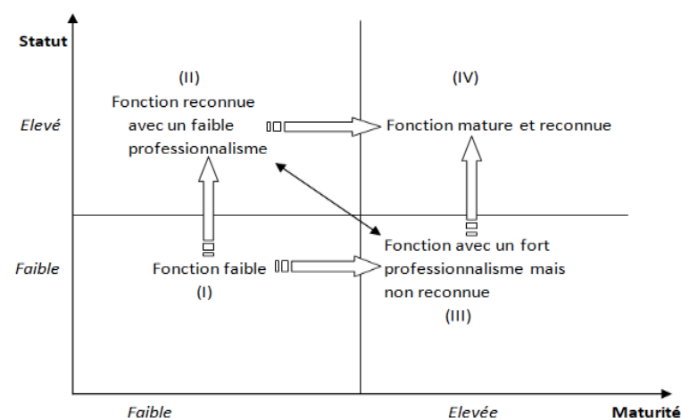 Statut
(II)
(IV)
Fonction reconnue
avec un faible
professionnalisme
Elevé
Fonction mature et reconnue
Fonction avec un fort
professionnalisme mais
non reconnue
(III)
Faible
Fonction faible
(I)
Faible
Elevée
Maturité